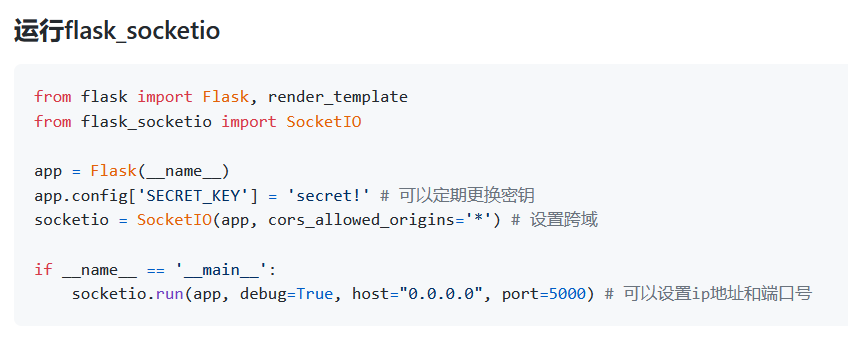 运行flask_socketio
from flask import Flask, render_template
from flask_socketio import SocketIO
app = Flask(__name__)
app.config['SECRET_KEY'] = 'secret!' # 可以定期更换密钥
socketio = SocketIO(app, cors_allowed_origins='*') # 设置跨域
if __name__ == '__main__':
    socketio.run(app, debug=True, host="0.0.0.0", port=5000) # 可以设置ip地址和端口号